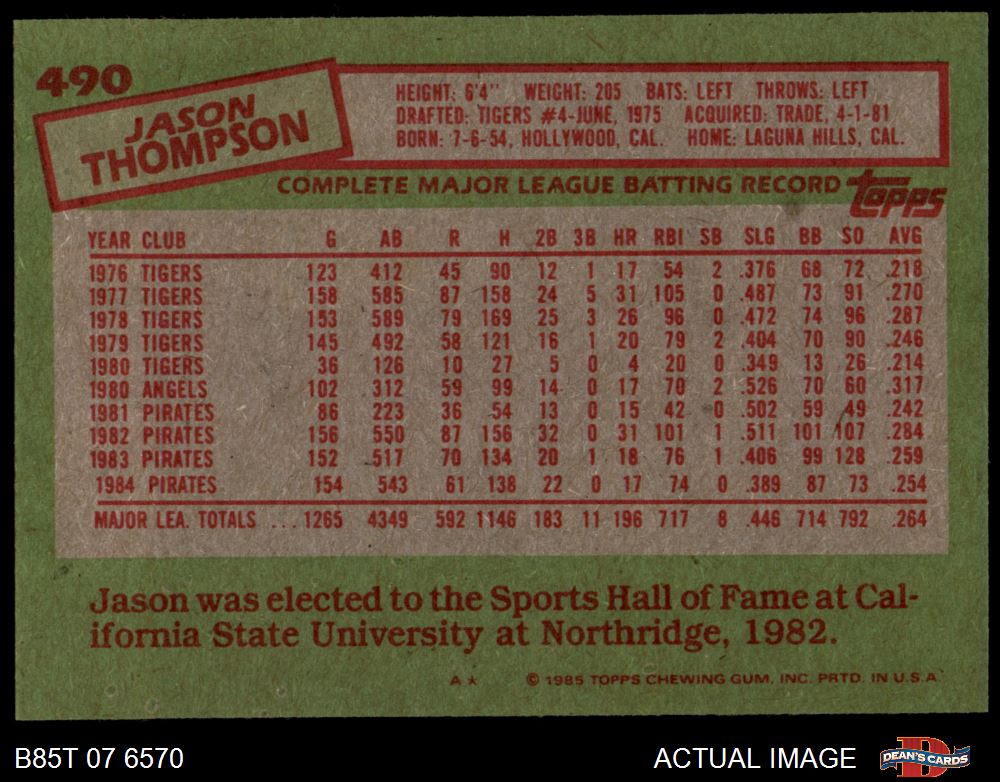 490
JASON
THOMPSON
HEIGHT: 6'4" WEIGHT: 205 BATS: LEFT THROWS: LEFT
DRAFTED: TIGERS #4-JUNE, 1975 ACQUIRED: TRADE, 4-1-81
BORN: 7-6-54, HOLLYWOOD, CAL. HOME: LAGUNA HILLS, CAL.
COMPLETE MAJOR LEAGUE BATTING RECORD topps
YEAR CLUB G AB R H 2B 3B HR RBI SB SLG BB SO AVG
1976 TIGERS 123 412 45 90 12 1 17 54 2 .376 68 72 .218
1977 TIGERS 158 585 87 158 24 5 31 105 0 .487 73 91 .270
1978 TIGERS 153 589 79 169 25 3 26 96 0 .472 74 96 .287
1979 TIGERS 145 492 58 121 16 1 20 79 2 .404 70 90 .246
1980 TIGERS 36 126 10 27 5 0 4 20 0 .349 13 26 .214
1980 ANGELS 102 312 59 99 14 0 17 70 2 .526 70 60 .317
1981 PIRATES 86 223 36 54 13 0 15 42 0 .502 59 49 .242
1982 PIRATES 156 550 87 156 32 0 31 101 1 .511 101 107 .284
1983 PIRATES 152 517 70 134 20 1 18 76 1 .406 99 128 .259
1984 PIRATES 154 543 61 138 22 0 17 74 0 .389 87 73 .254
MAJOR LEA. TOTALS ... 1265 4349 592 1146 183 11 196 717 8 .446 714 792 .264
Jason was elected to the Sports Hall of Fame at Cal-
ifornia State University at Northridge, 1982.
A★ © 1985 TOPPS CHEWING GUM, INC. PRTD. IN U.S.A.
B85T 07 6570 ACTUAL IMAGE D DEAN'S CARDS